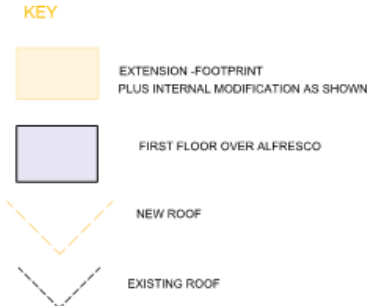 KEY
EXTENSION -FOOTPRINT
PLUS INTERNAL MODIFICATION AS SHOWN
FIRST FLOOR OVER ALFRESCO
NEW ROOF
EXISTING ROOF